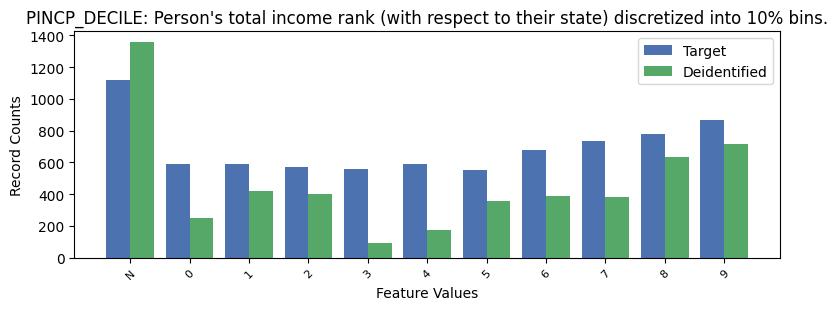 PINCP_DECILE: Person's total income rank (with respect to their state) discretized into 10% bins.
1400
1200
1000
800
600
400
200
0
Record Counts
Target
Deidentified
N 0 1 2 3 4 5 6 7 8 9
Feature Values